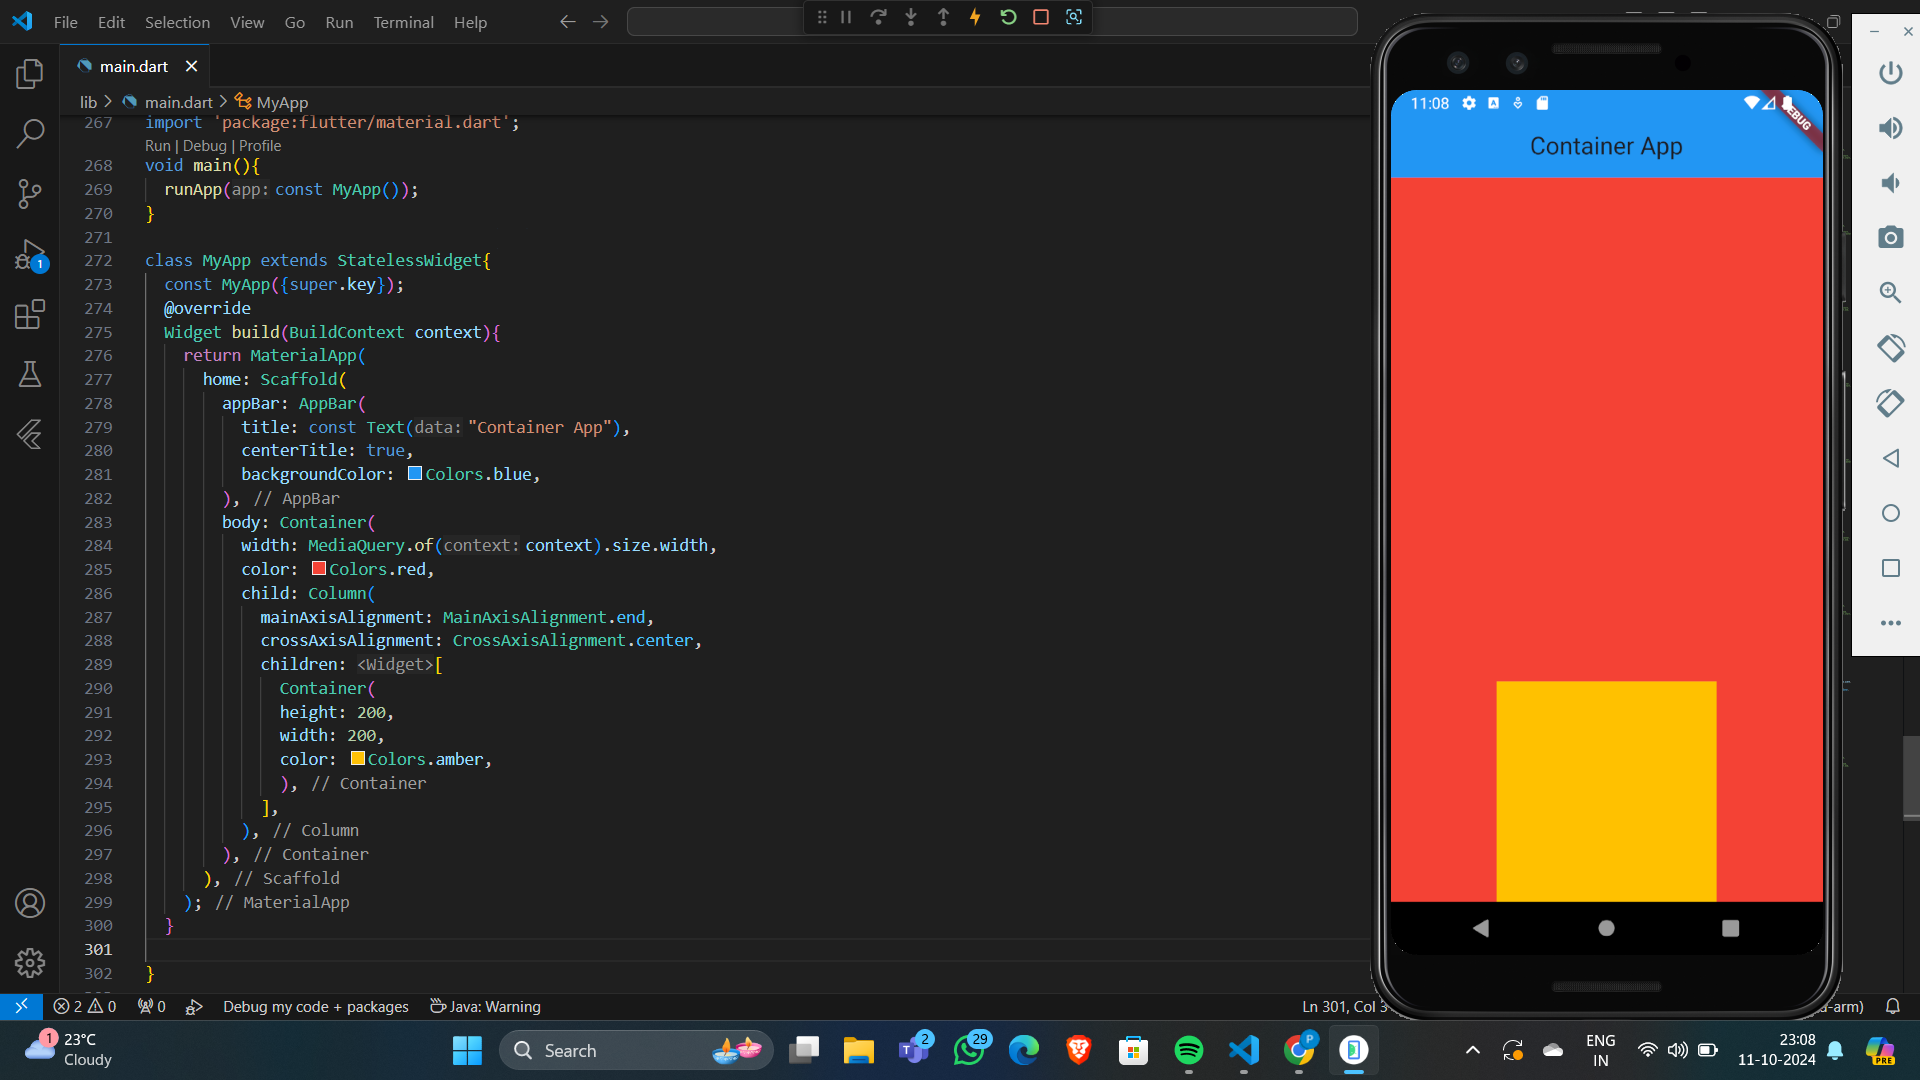 File Edit Selection View Go Run Terminal Help
main.dart
lib > main.dart > MyApp
267 import 'package:flutter/material.dart';
Run | Debug | Profile
268 void main(){
269 runApp(app: const MyApp());
270 }
271
272 class MyApp extends StatelessWidget{
273 const MyApp({super.key});
274 @override
275 Widget build(BuildContext context){
276 return MaterialApp(
277 home: Scaffold(
278 appBar: AppBar(
279 title: const Text(data: "Container App"),
280 centerTitle: true,
281 backgroundColor: Colors.blue,
282 ), // AppBar
283 body: Container(
284 width: MediaQuery.of(context: context).size.width,
285 color: Colors.red,
286 child: Column(
287 mainAxisAlignment: MainAxisAlignment.end,
288 crossAxisAlignment: CrossAxisAlignment.center,
289 children: <Widget>[
290 Container(
291 height: 200,
292 width: 200,
293 color: Colors.amber,
294 ), // Container
295 ],
296 ), // Column
297 ), // Container
298 ), // Scaffold
299 ); // MaterialApp
300 }
301
302 }
1
11:08
Container App
2 0 0 Debug my code + packages Java: Warning
Ln 301, Col 3
-arm)
1
23°C
Cloudy
Search
2
29
P
ENG
IN
23:08
11-10-2024
PRE